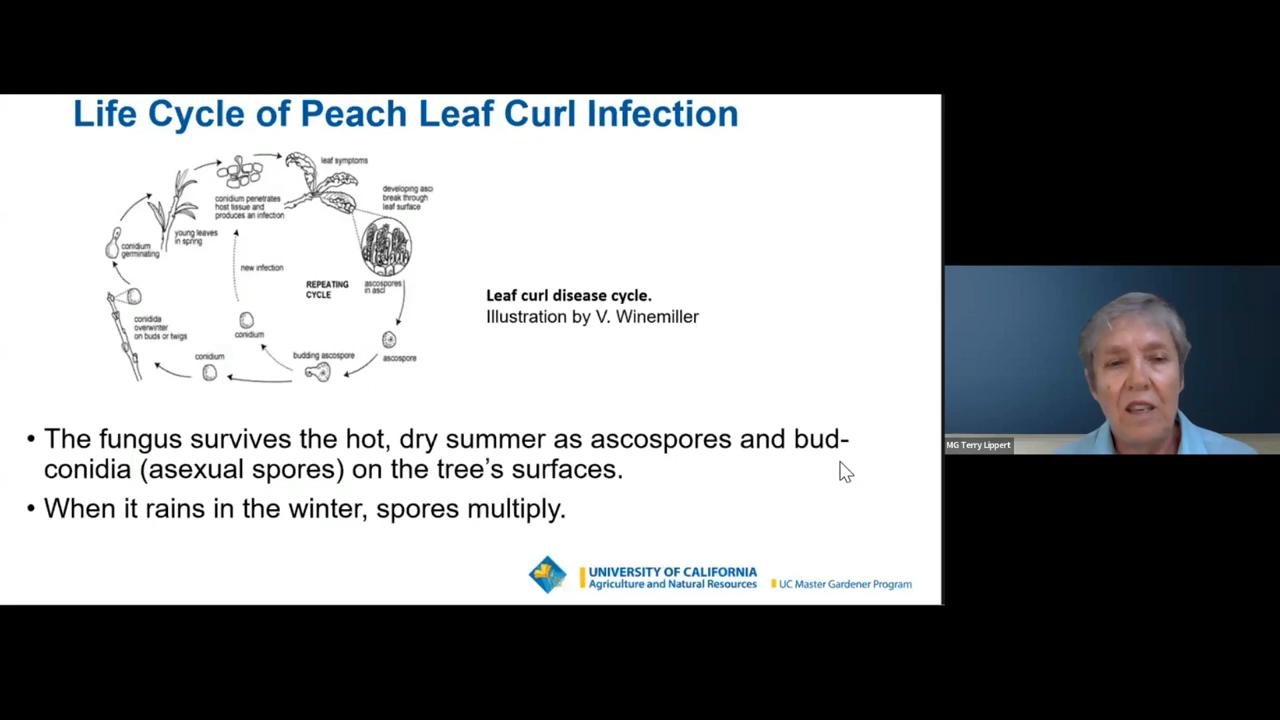 Life Cycle of Peach Leaf Curl Infection
leaf symptoms
conidium penetrates
host tissue and
produces an infection
developing asci
break through
leaf surface
young leaves
in spring
conidium
germinating
new infection
REPEATING
CYCLE
ascospores
in asci
conidida
overwinter
on buds or twigs
conidium
conidium
budding ascospore
ascospore
Leaf curl disease cycle.
Illustration by V. Winemiller
• The fungus survives the hot, dry summer as ascospores and bud-
conidia (asexual spores) on the tree's surfaces.
• When it rains in the winter, spores multiply.
UNIVERSITY OF CALIFORNIA
Agriculture and Natural Resources
UC Master Gardener Program
MG Terry Lippert